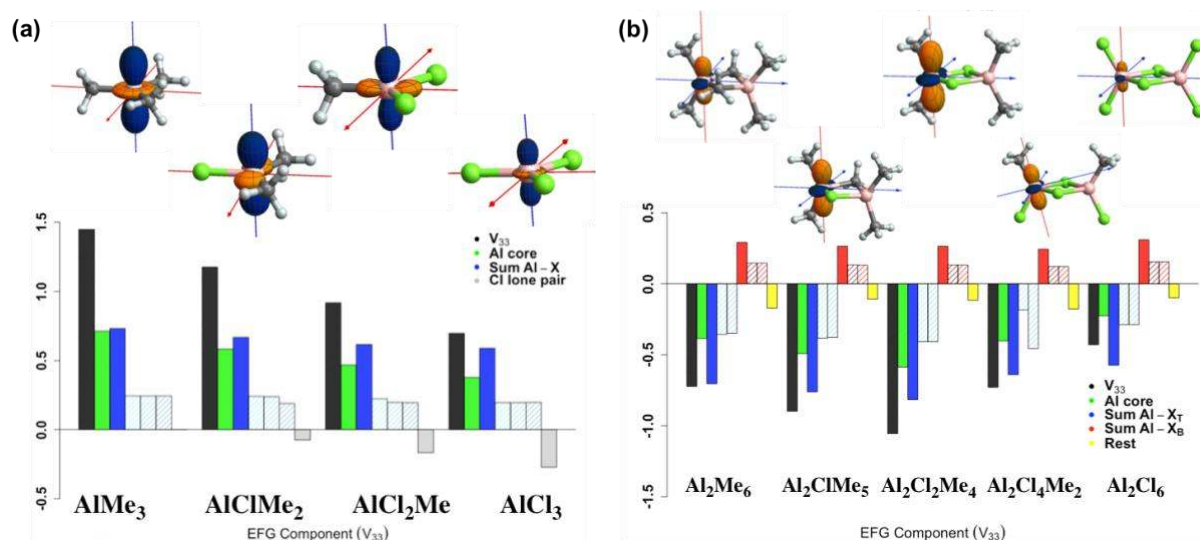 (a)
1.5
1.0
0.5
0.0
-0.5
V₃₃
Al core
Sum Al – X
Cl lone pair
AlMe₃
AlClMe₂
AlCl₂Me
AlCl₃
EFG Component (V₃₃)
(b)
0.5
0.0
-0.5
-1.0
-1.5
V₃₃
Al core
Sum Al – X_T
Sum Al – X_B
Rest
Al₂Me₆
Al₂ClMe₅
Al₂Cl₂Me₄
Al₂Cl₄Me₂
Al₂Cl₆
EFG Component (V₃₃)